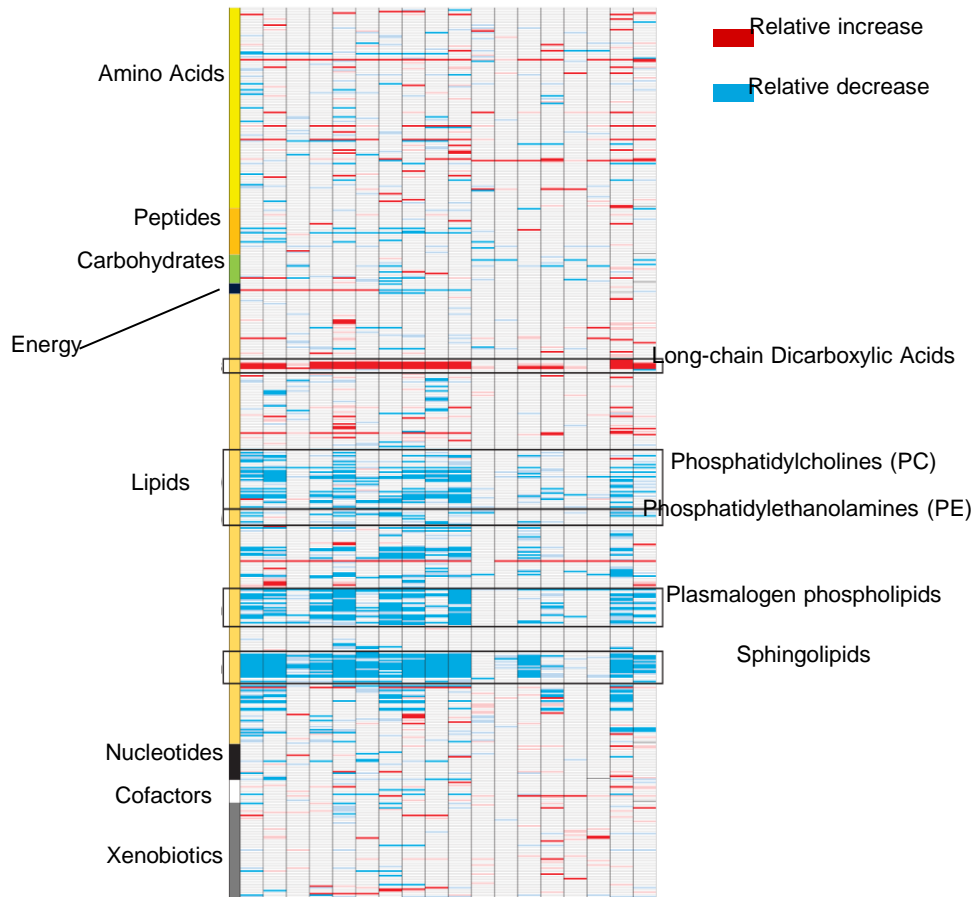 Relative increase
Relative decrease
Amino Acids
Peptides
Carbohydrates
Energy
Long-chain Dicarboxylic Acids
Phosphatidylcholines (PC)
Lipids
Phosphatidylethanolamines (PE)
Plasmalogen phospholipids
Sphingolipids
Nucleotides
Cofactors
Xenobiotics